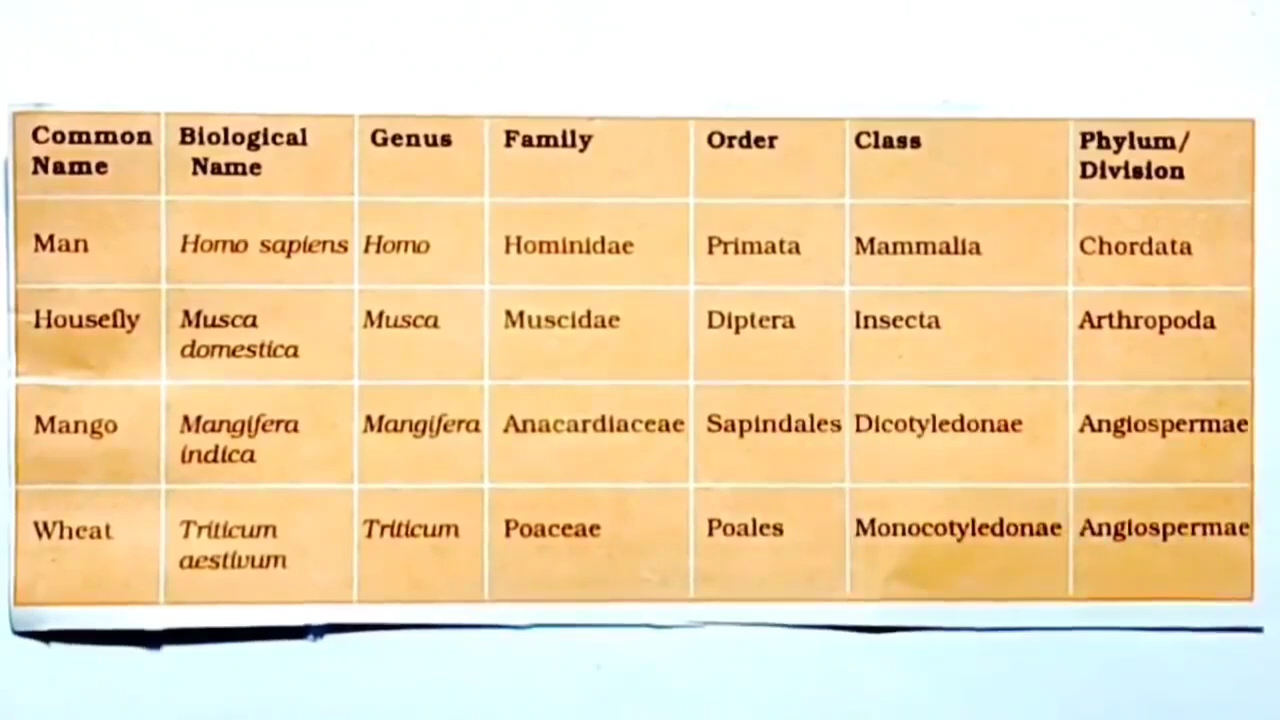 Common Name Biological Name Genus Family Order Class Phylum/ Division
Man Homo sapiens Homo Hominidae Primata Mammalia Chordata
Housefly Musca domestica Musca Muscidae Diptera Insecta Arthropoda
Mango Mangifera indica Mangifera Anacardiaceae Sapindales Dicotyledonae Angiospermae
Wheat Triticum aestivum Triticum Poaceae Poales Monocotyledonae Angiospermae